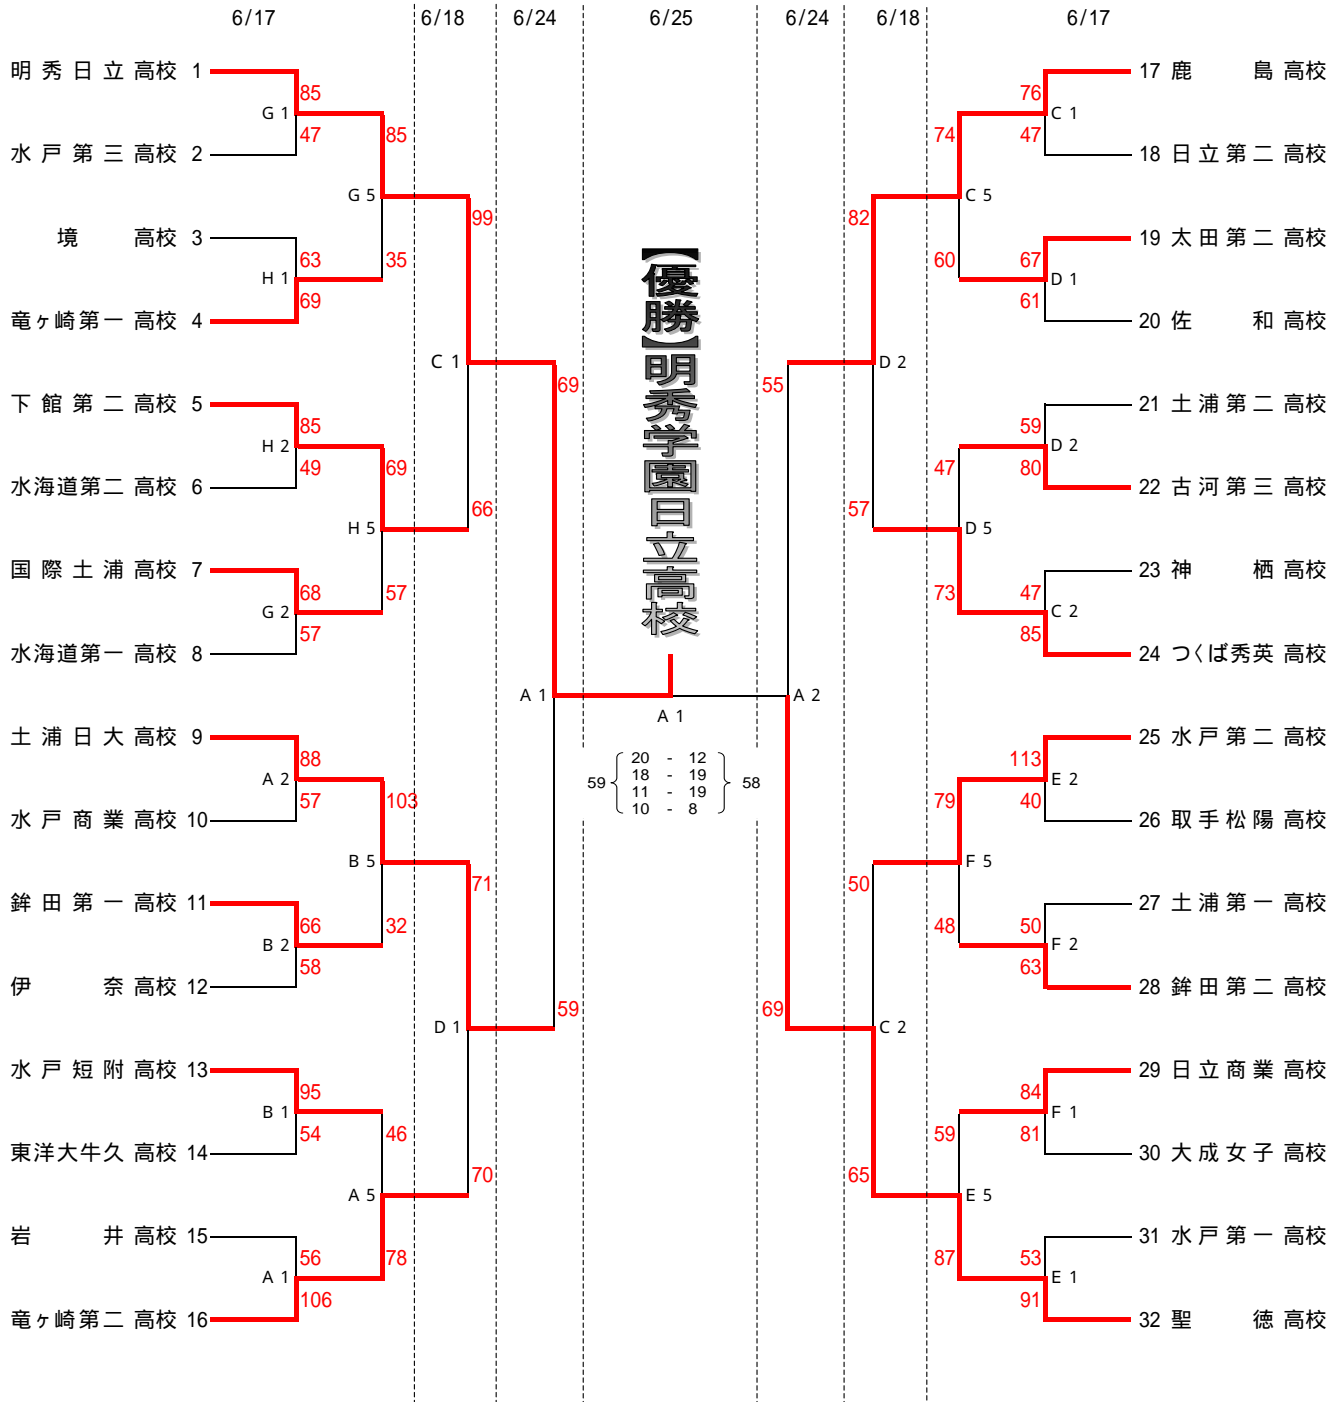 6/17 6/18 6/24 6/25 6/24 6/18 6/17
明秀日立 高校 1
85
G 1
47
水戸第三 高校 2
85
G 5
35
境 高校 3
63
H 1
69
竜ヶ崎第一 高校 4
99
C 1
66
下館第二 高校 5
85
H 2
49
水海道第二 高校 6
69
H 5
57
国際土浦 高校 7
68
G 2
57
水海道第一 高校 8
69
A 1
59
土浦日大 高校 9
88
A 2
57
水戸商業 高校 10
103
B 5
32
鉾田第一 高校 11
66
B 2
58
伊奈 高校 12
71
D 1
70
水戸短附 高校 13
95
B 1
54
東洋大牛久 高校 14
46
A 5
78
岩井 高校 15
56
A 1
106
竜ヶ崎第二 高校 16
【優勝】明秀学園日立高校
A 1
59 { 20 - 12
18 - 19
11 - 19
10 - 8 } 58
17 鹿島 高校
76
C 1
47
18 日立第二 高校
74
C 5
60
19 太田第二 高校
67
D 1
61
20 佐和 高校
82
D 2
57
21 土浦第二 高校
59
D 2
80
22 古河第三 高校
47
D 5
73
23 神栖 高校
47
C 2
85
24 つくば秀英 高校
55
A 2
69
25 水戸第二 高校
113
E 2
40
26 取手松陽 高校
79
F 5
48
27 土浦第一 高校
50
F 2
63
28 鉾田第二 高校
50
C 2
65
29 日立商業 高校
84
F 1
81
30 大成女子 高校
59
E 5
87
31 水戸第一 高校
53
E 1
91
32 聖徳 高校